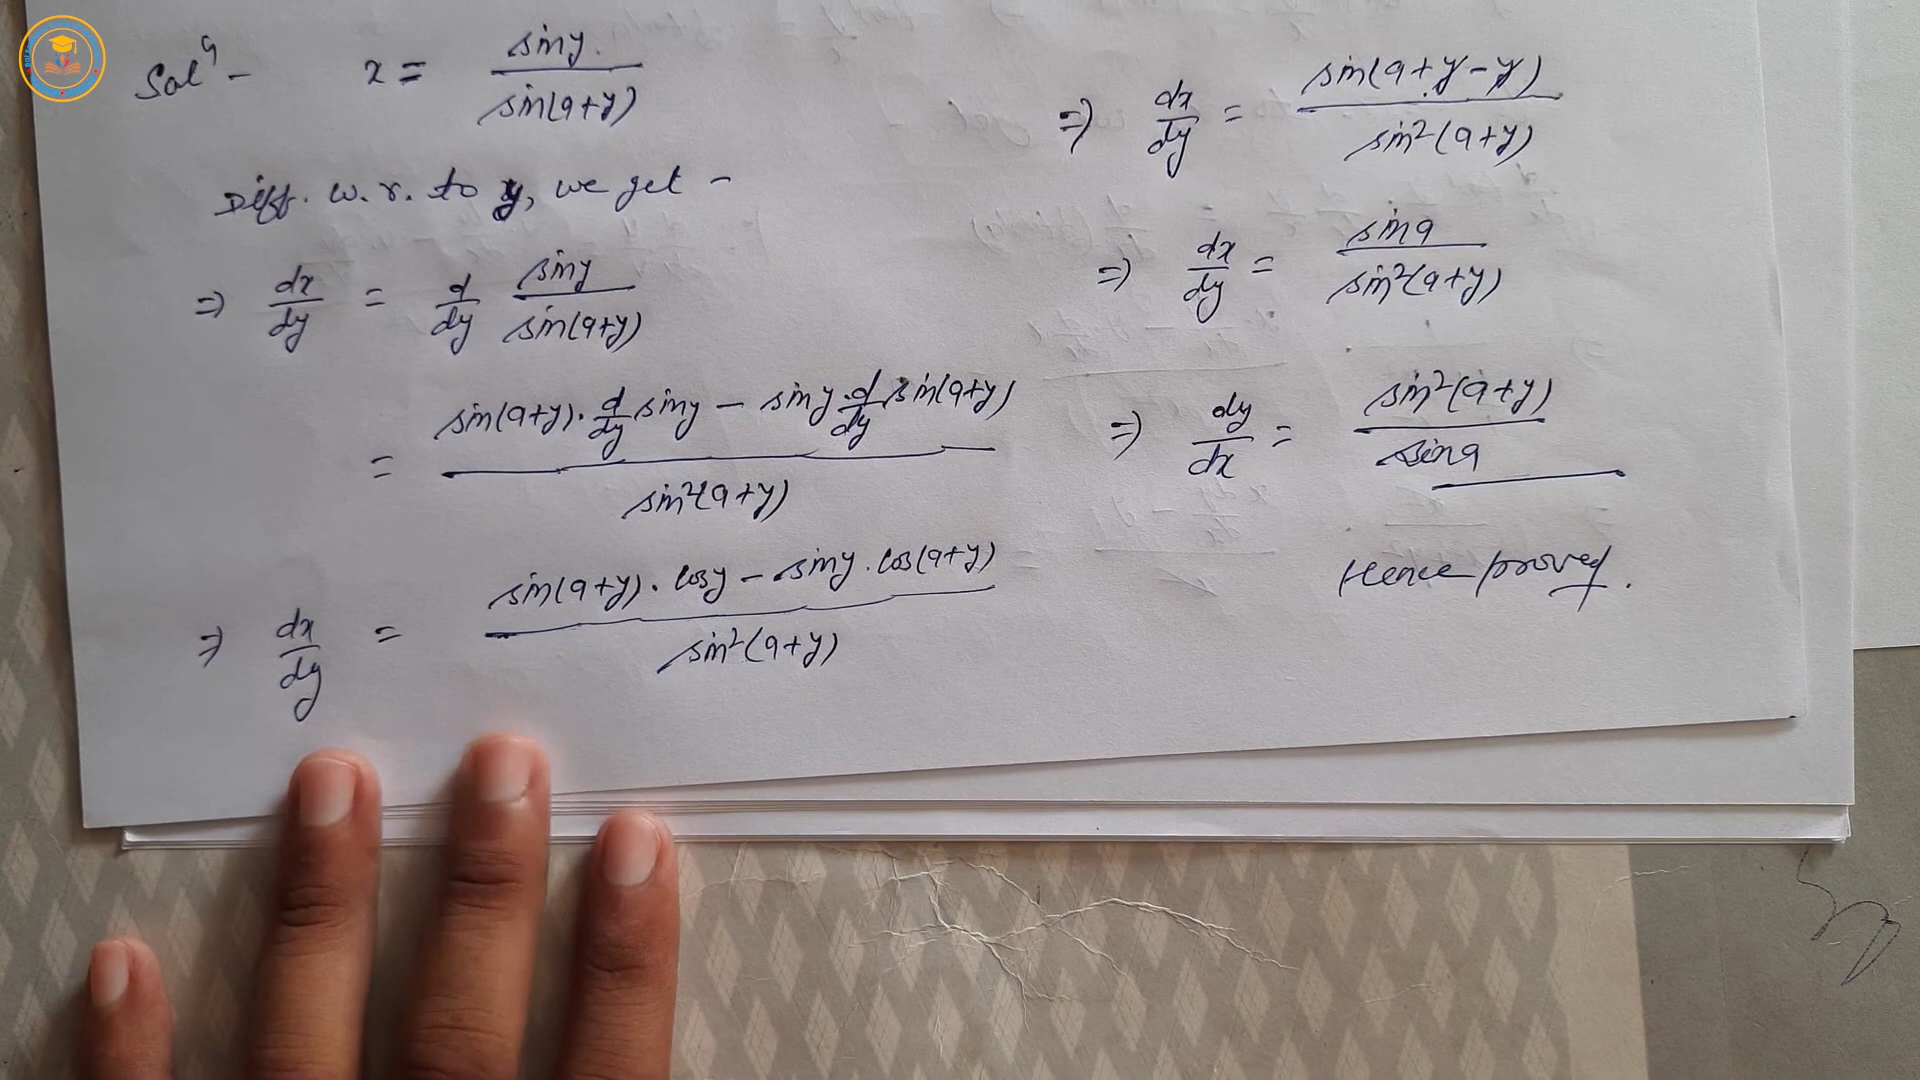 Solⁿ - x = sin y / sin(a+y)
Diff. w.r. to y, we get -
⇒ dx/dy = d/dy sin y / sin(a+y)
= sin(a+y) · d/dy sin y - sin y · d/dy sin(a+y) / sin²(a+y)
⇒ dx/dy = sin(a+y) · cos y - sin y · cos(a+y) / sin²(a+y)
⇒ dx/dy = sin(a+y-y) / sin²(a+y)
⇒ dx/dy = sin a / sin²(a+y)
⇒ dy/dx = sin²(a+y) / sin a
Hence proved.